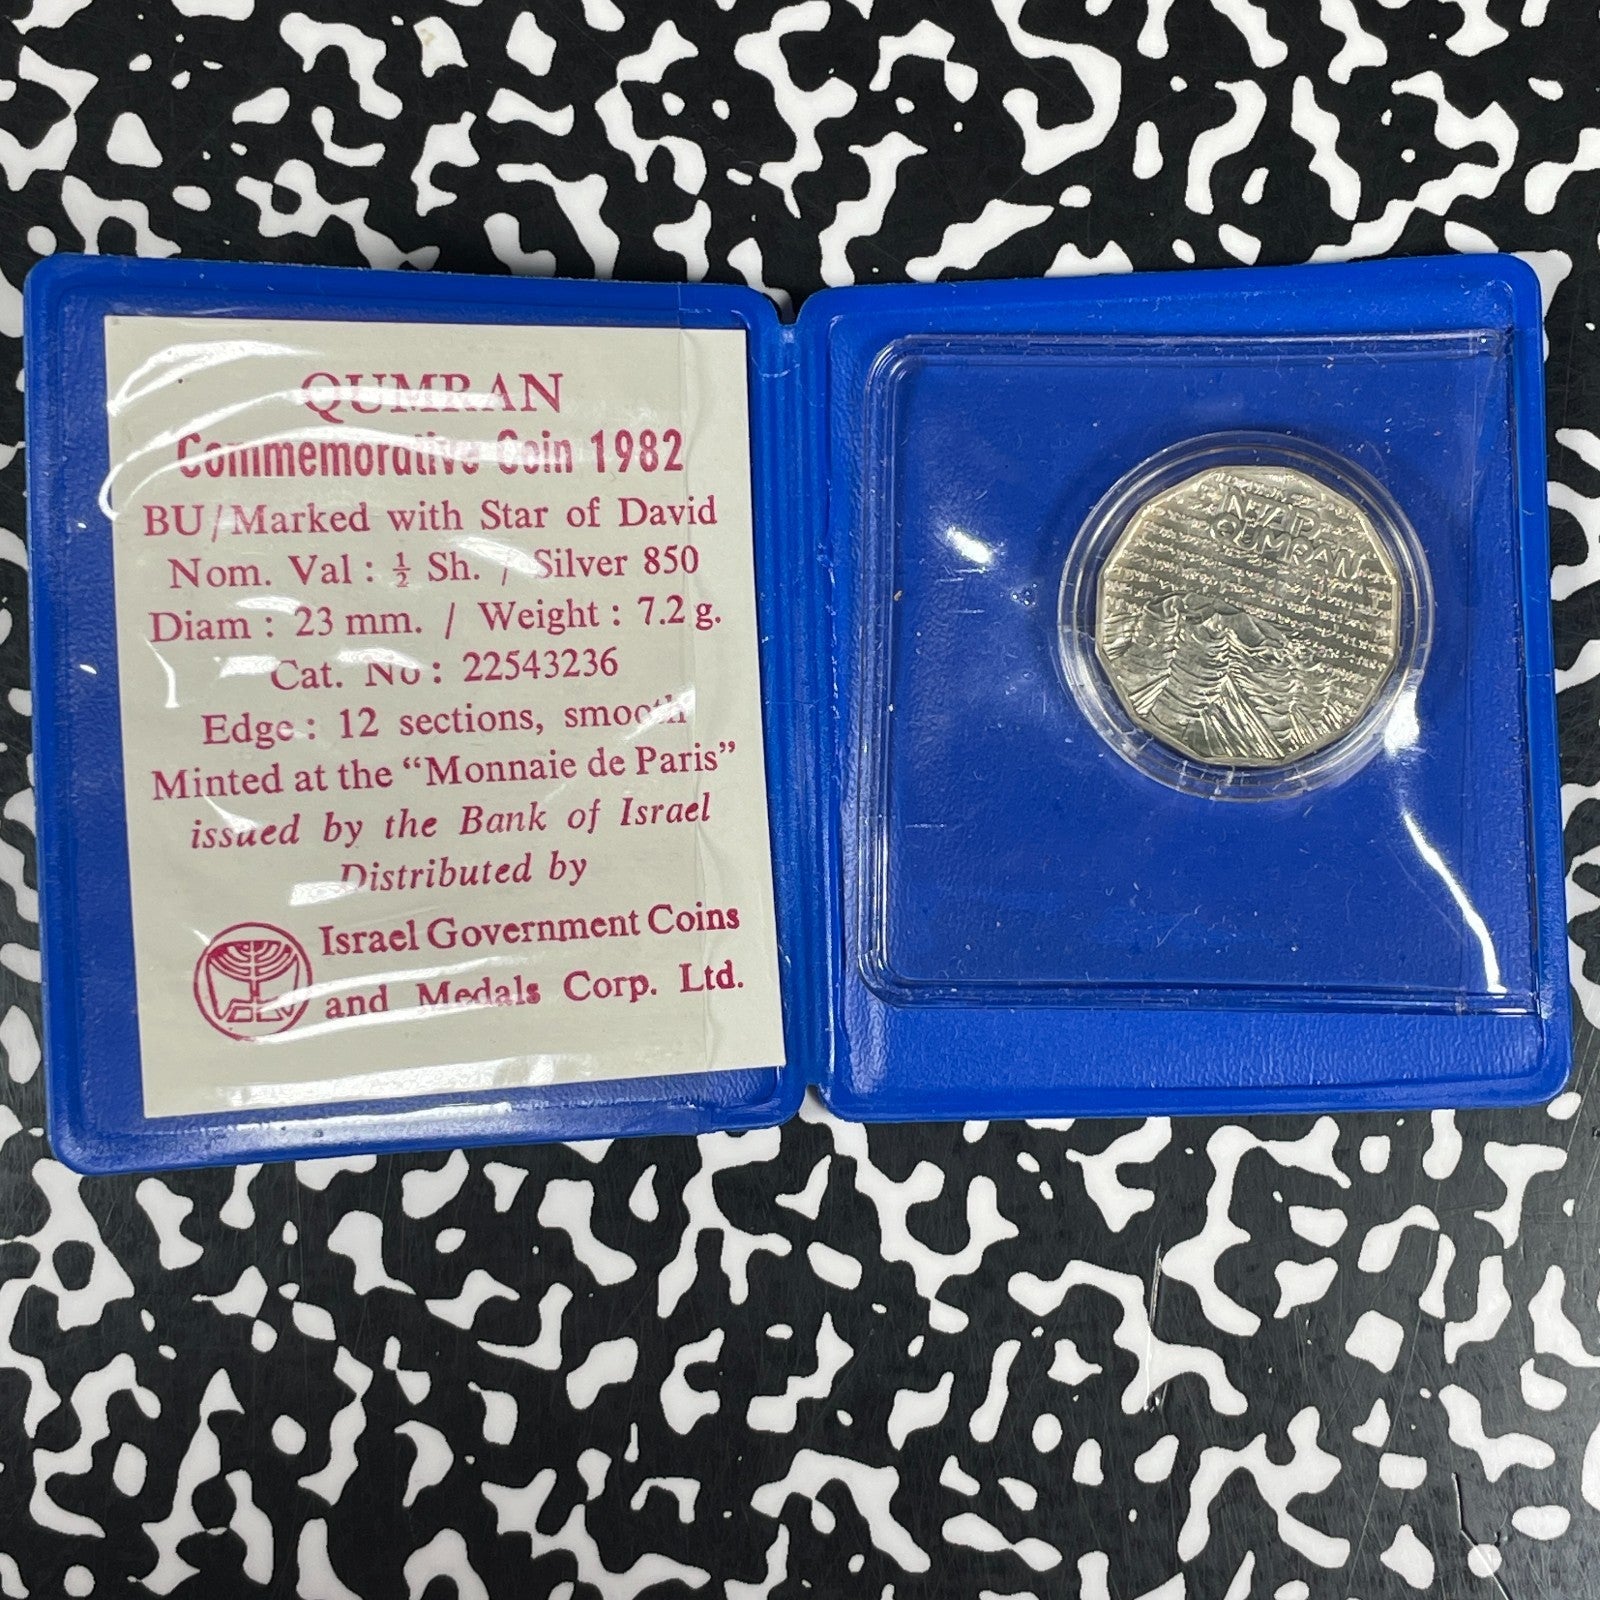 QUMRAN
Commemorative Coin 1982
BU/Marked with Star of David
Nom. Val : ½ Sh. / Silver 850
Diam : 23 mm. / Weight : 7.2 g.
Cat. No : 22543236
Edge : 12 sections, smooth
Minted at the “Monnaie de Paris”
issued by the Bank of Israel
Distributed by
Israel Government Coins
and Medals Corp. Ltd.
קומראן
QUMRAN